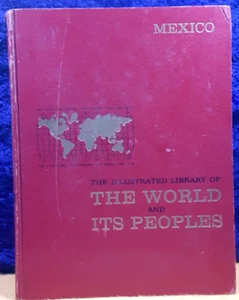 MEXICO
THE ILLUSTRATED LIBRARY OF
THE WORLD
AND
ITS PEOPLES